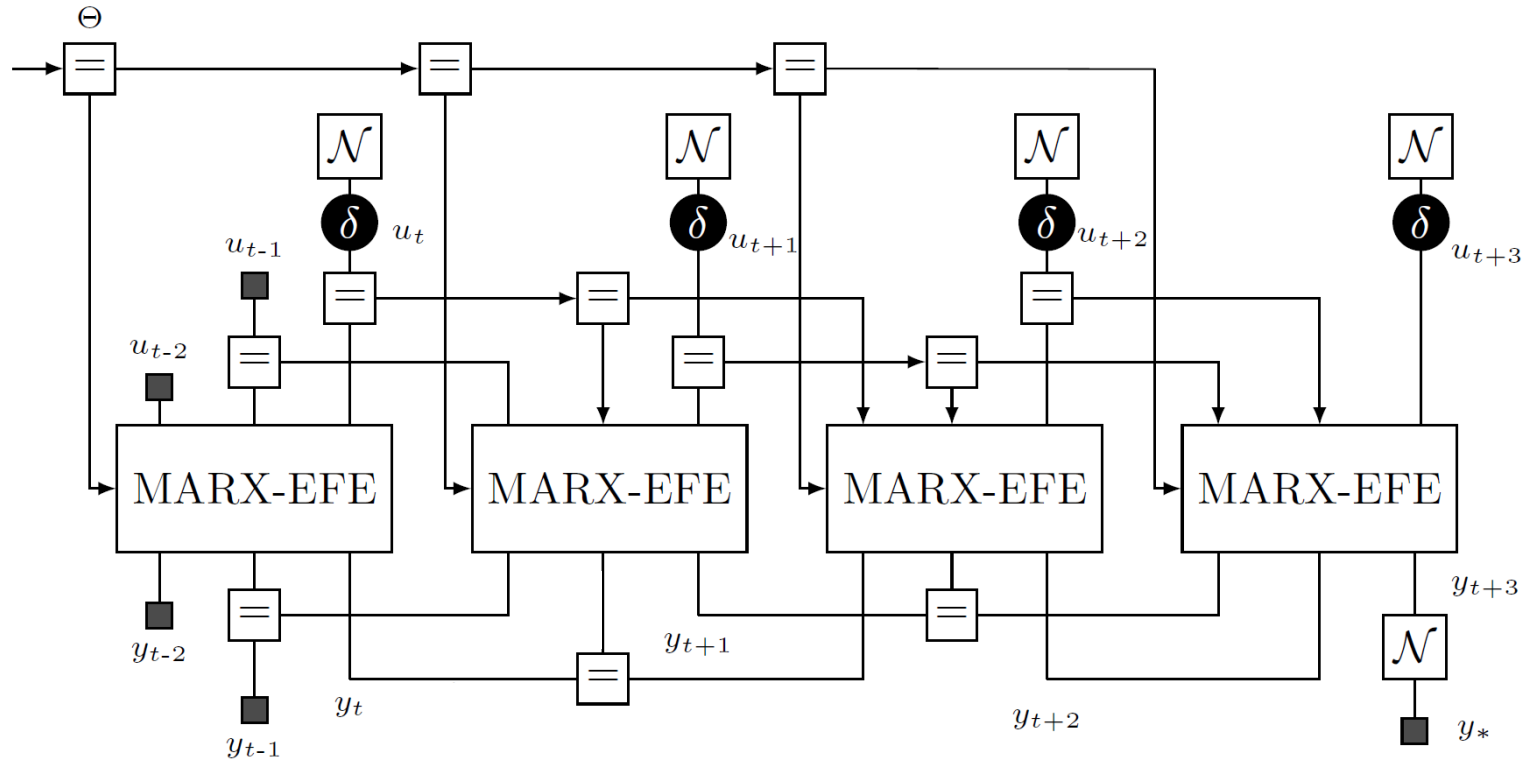 Θ
= = =
𝒩 𝒩 𝒩 𝒩
δ δ δ δ
u_t u_{t+1} u_{t+2} u_{t+3}
u_{t-1}
= = =
u_{t-2}
= = =
MARX-EFE MARX-EFE MARX-EFE MARX-EFE
y_{t+3}
= =
y_{t-2} y_{t+1} = 𝒩
y_t y_{t+2} y_*
y_{t-1}